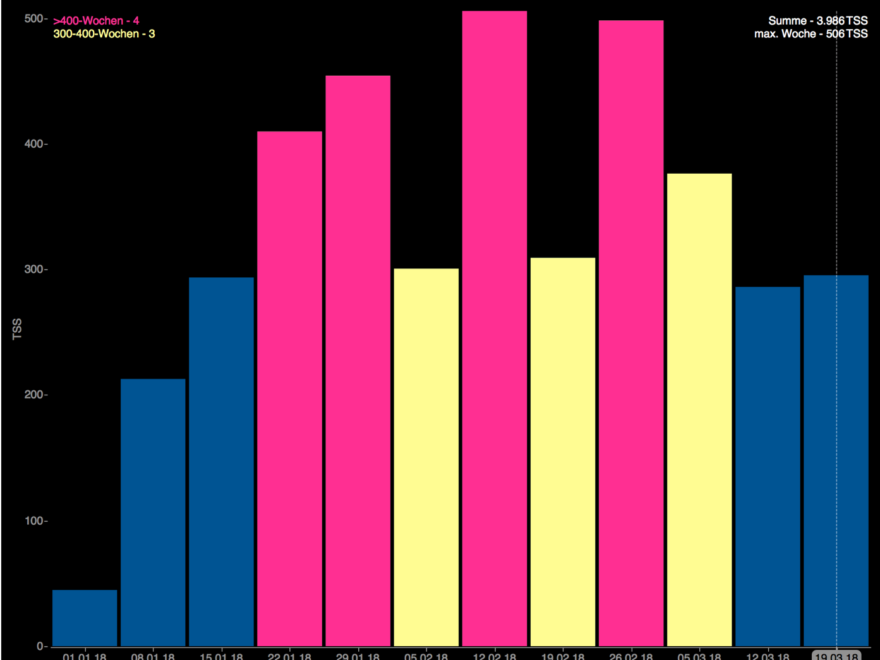 >400-Wochen - 4
300-400-Wochen - 3
Summe - 3.986 TSS
max. Woche - 506 TSS
500-
400-
300-
200-
100-
0-
TSS
01.01.18 08.01.18 15.01.18 22.01.18 29.01.18 05.02.18 12.02.18 19.02.18 26.02.18 05.03.18 12.03.18 19.03.18